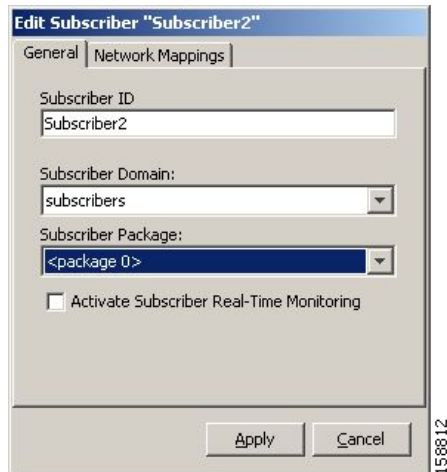 Edit Subscriber "Subscriber2"
General
Network Mappings
Subscriber ID
Subscriber2
Subscriber Domain:
subscribers
Subscriber Package:
<package 0>
Activate Subscriber Real-Time Monitoring
Apply
Cancel
158812